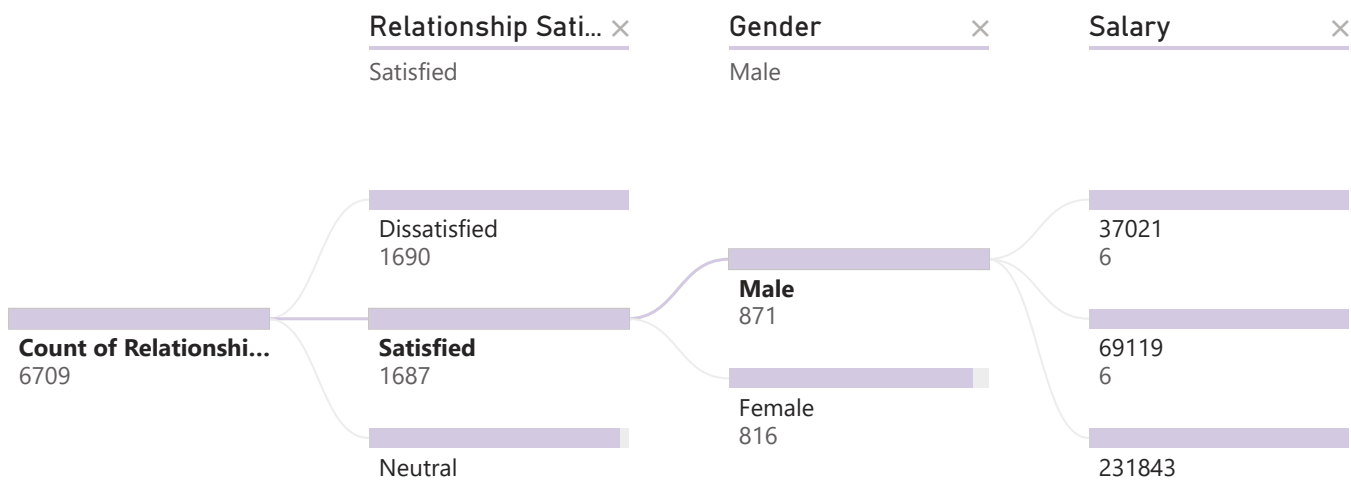 Relationship Sati...
Satisfied
Gender
Male
Salary
Count of Relationshi...
6709
Dissatisfied
1690
Satisfied
1687
Neutral
Male
871
Female
816
37021
6
69119
6
231843